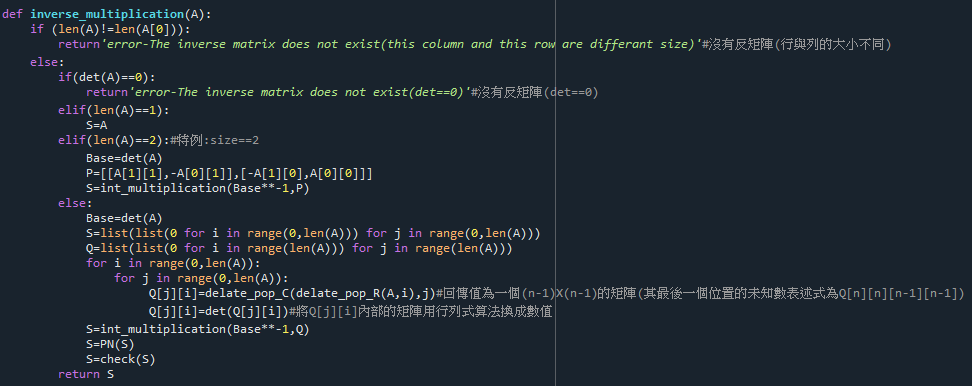 def inverse_multiplication(A):
    if (len(A)!=len(A[0])):
        return'error-The inverse matrix does not exist(this column and this row are differant size)'#沒有反矩陣(行與列的大小不同)
    else:
        if(det(A)==0):
            return'error-The inverse matrix does not exist(det==0)'#沒有反矩陣(det==0)
        elif(len(A)==1):
            S=A
        elif(len(A)==2):#特例:size==2
            Base=det(A)
            P=[[A[1][1],-A[0][1]],[-A[1][0],A[0][0]]]
            S=int_multiplication(Base**-1,P)
        else:
            Base=det(A)
            S=list(list(0 for i in range(0,len(A))) for j in range(0,len(A)))
            Q=list(list(0 for i in range(len(A))) for j in range(len(A)))
            for i in range(0,len(A)):
                for j in range(0,len(A)):
                    Q[j][i]=delate_pop_C(delate_pop_R(A,i),j)#回傳值為一個(n-1)X(n-1)的矩陣(其最後一個位置的未知數表述式為Q[n][n][n-1][n-1])
                    Q[j][i]=det(Q[j][i])#將Q[j][i]內部的矩陣用行列式算法換成數值
            S=int_multiplication(Base**-1,Q)
            S=PN(S)
            S=check(S)
        return S